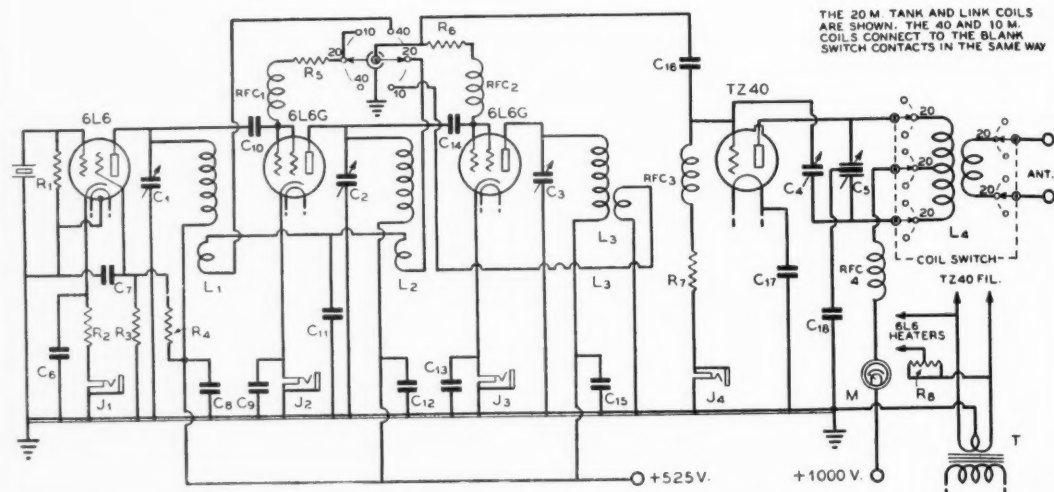 THE 20 M. TANK AND LINK COILS
ARE SHOWN. THE 40 AND 10 M.
COILS CONNECT TO THE BLANK
SWITCH CONTACTS IN THE SAME WAY
10
40
R6
20
20
R5
40
10
RFC1
RFC2
C16
TZ40
6L6
6L6G
6L6G
C10
C14
R1
C1
C2
C3
RFC3
C4
C5
20
20
20
20
20
ANT.
L4
COIL SWITCH
L3
L1
L2
L3
C7
R2
R3
R4
C6
C11
R7
C17
C18
RFC
4
TZ40 FIL.
6L6
HEATERS
R8
J1
C8
C9
J2
C12
C13
J3
C15
J4
M
T
+525 V.
+1000 V.